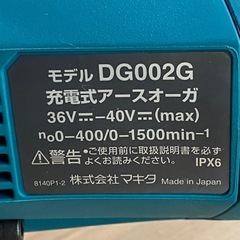 モデル DG002G
充電式アースオーガ
36V⎓-40V⎓(max)
n₀0-400/0-1500min⁻¹
⚠警告 •ご使用前に取扱説明書を必
ずお読みください。 IPX6
8140P1-2 株式会社マキタ Made in Japan